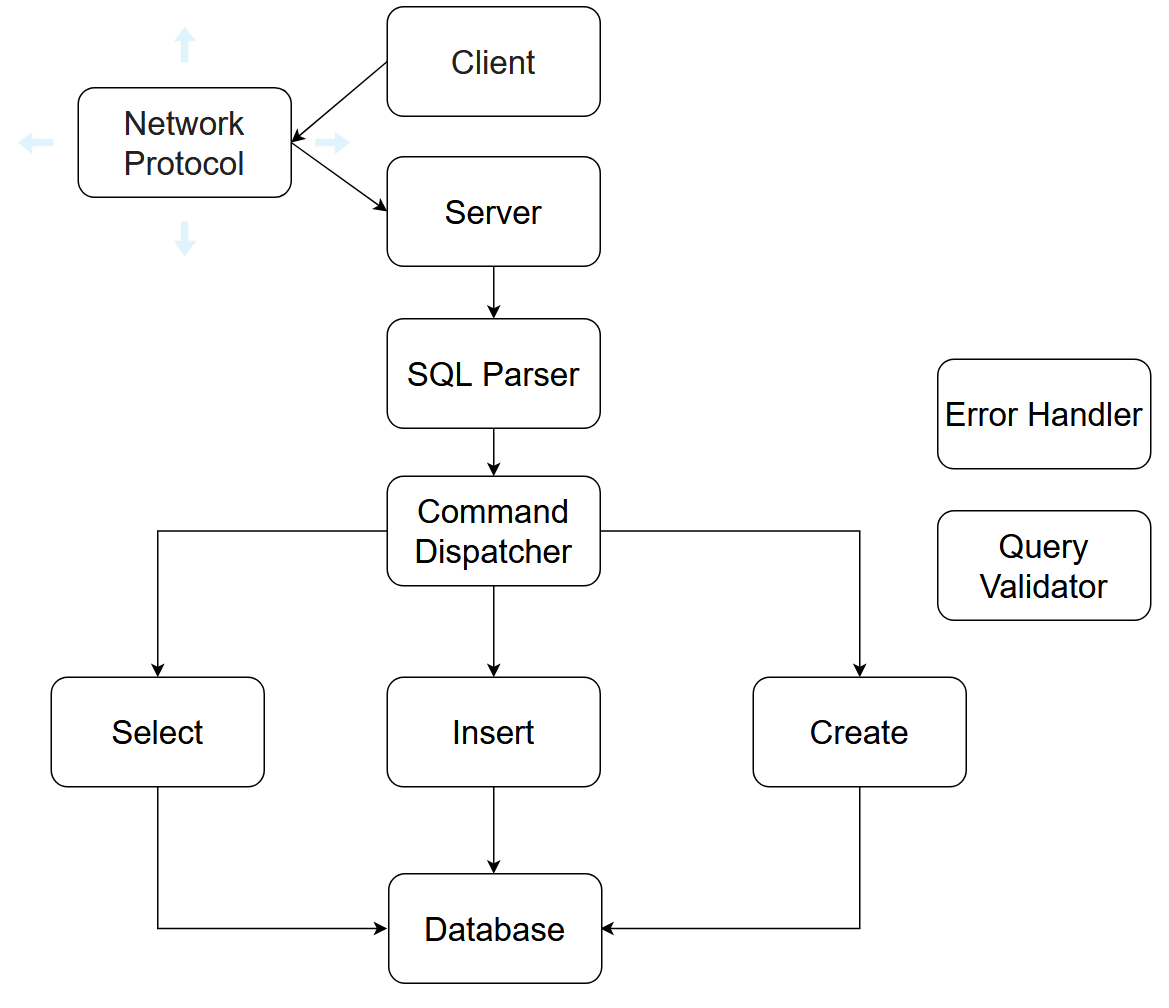 Client
Network
Protocol
Server
SQL Parser
Error Handler
Command
Dispatcher
Query
Validator
Select
Insert
Create
Database